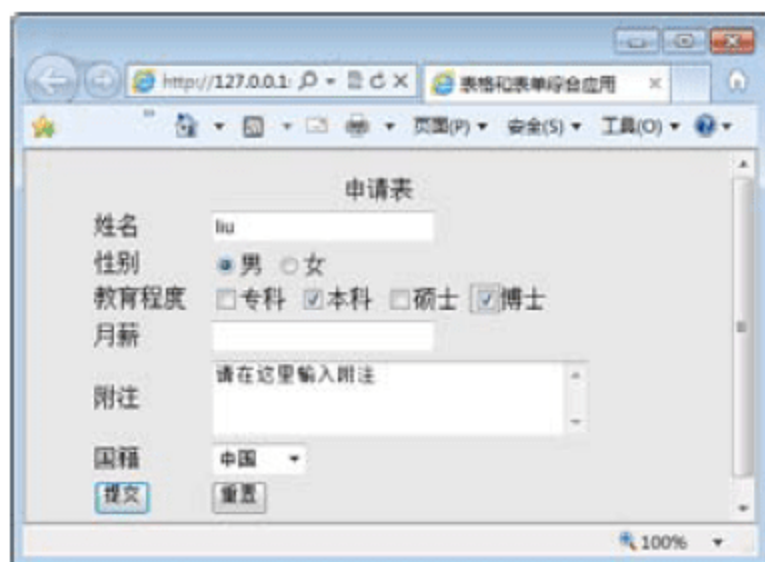 http://127.0.0.1: 表格和表单综合应用
页面(P) 安全(S) 工具(O)
申请表
姓名 liu
性别 男 女
教育程度 专科 本科 硕士 博士
月薪
附注 请在这里输入附注
国籍 中国
提交 重置
100%